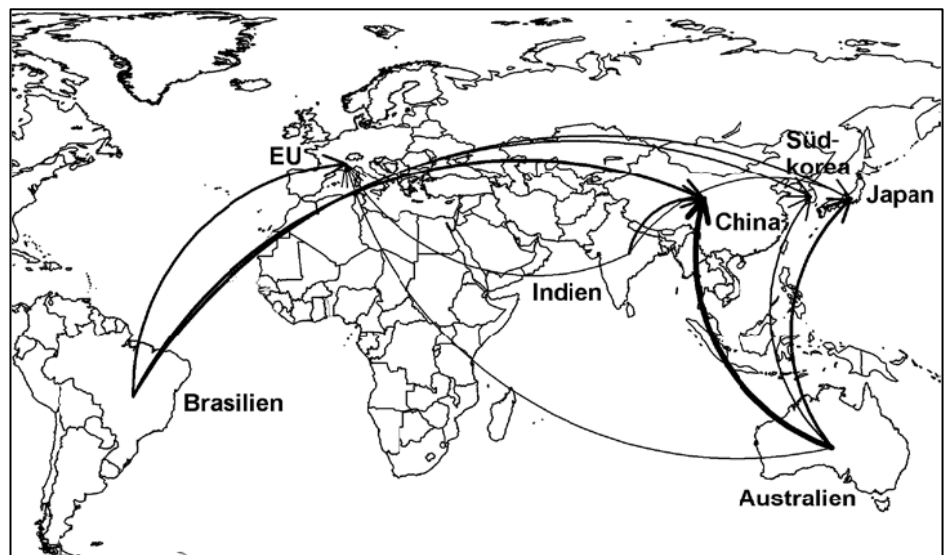 EU
Süd-
korea
Japan
China
Indien
Brasilien
Australien